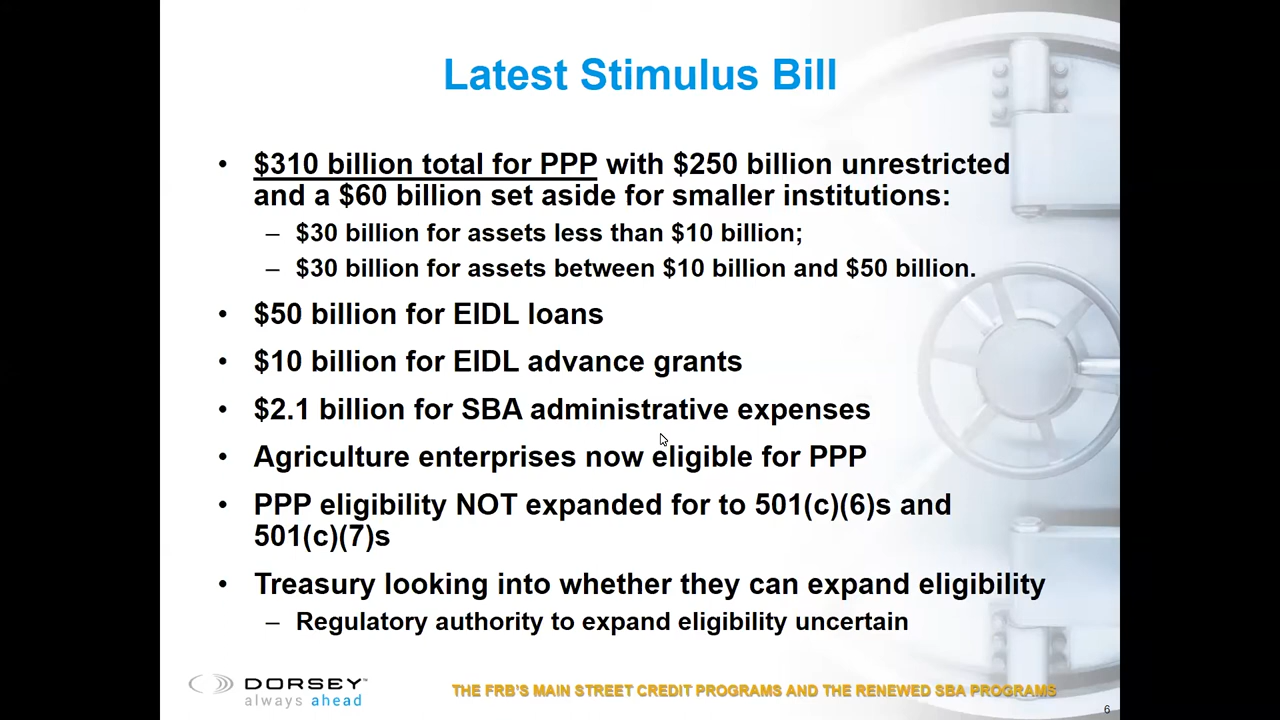 Latest Stimulus Bill
• $310 billion total for PPP with $250 billion unrestricted
and a $60 billion set aside for smaller institutions:
– $30 billion for assets less than $10 billion;
– $30 billion for assets between $10 billion and $50 billion.
• $50 billion for EIDL loans
• $10 billion for EIDL advance grants
• $2.1 billion for SBA administrative expenses
• Agriculture enterprises now eligible for PPP
• PPP eligibility NOT expanded for to 501(c)(6)s and
501(c)(7)s
• Treasury looking into whether they can expand eligibility
– Regulatory authority to expand eligibility uncertain
DORSEY™
always ahead
THE FRB'S MAIN STREET CREDIT PROGRAMS AND THE RENEWED SBA PROGRAMS
6